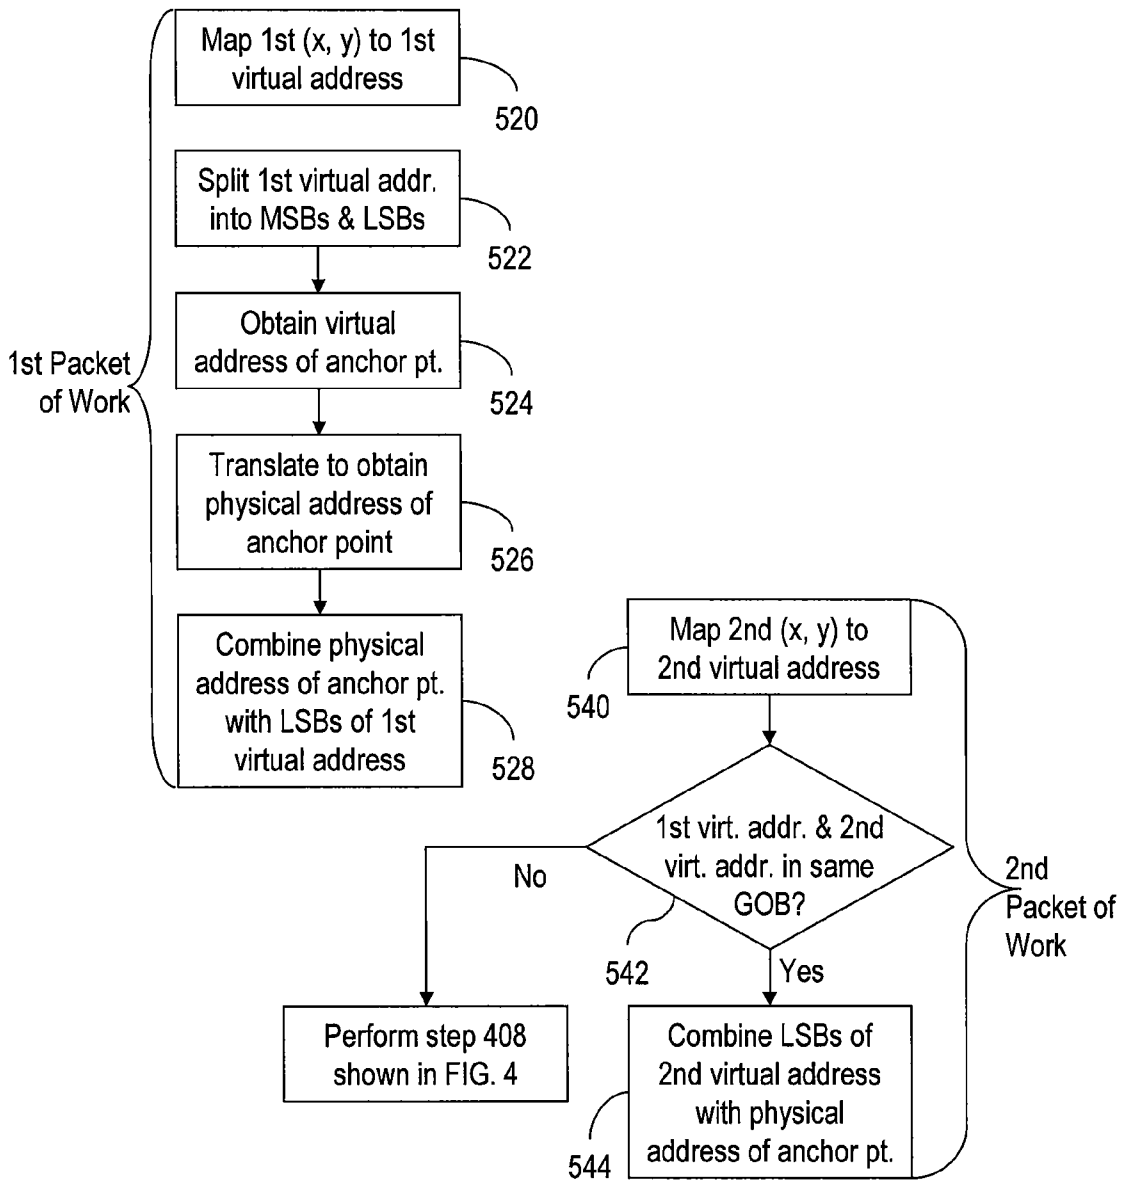 Map 1st (x, y) to 1st
virtual address
520
Split 1st virtual addr.
into MSBs & LSBs
522
Obtain virtual
address of anchor pt.
524
1st Packet
of Work
Translate to obtain
physical address of
anchor point
526
Combine physical
address of anchor pt.
with LSBs of 1st
virtual address
528
Map 2nd (x, y) to
2nd virtual address
540
1st virt. addr. & 2nd
virt. addr. in same
GOB?
542
No
Yes
2nd
Packet of
Work
Perform step 408
shown in FIG. 4
Combine LSBs of
2nd virtual address
with physical
address of anchor pt.
544